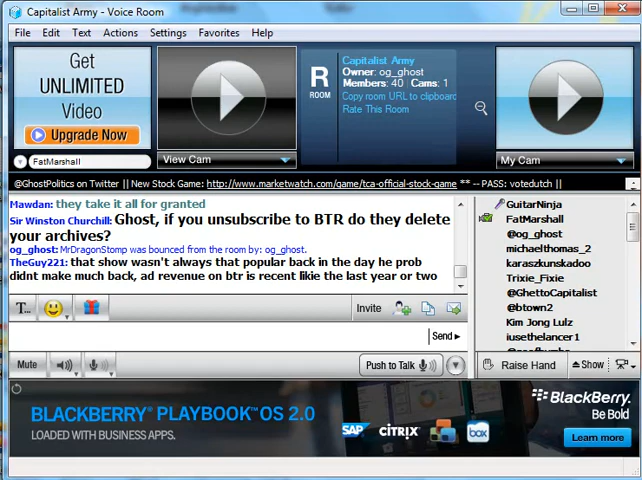 Capitalist Army - Voice Room
File Edit Text Actions Settings Favorites Help
Get
UNLIMITED
Video
Upgrade Now
FatMarshall
View Cam
R
ROOM
Capitalist Army
Owner: og_ghost
Members: 40 Cams: 1
Copy room URL to clipboard
Rate This Room
My Cam
@GhostPolitics on Twitter || New Stock Game: http://www.marketwatch.com/game/tca-official-stock-game ** -- PASS: votedutch ||
Mawdan: they take it all for granted
Sir Winston Churchill: Ghost, if you unsubscribe to BTR do they delete
your archives?
og_ghost: MrDragonStomp was bounced from the room by: og_ghost.
TheGuy221: that show wasn't always that popular back in the day he prob
didnt make much back, ad revenue on btr is recent likie the last year or two
GuitarNinja
FatMarshall
@og_ghost
michaelthomas_2
karaszkunskadoo
Trixie_Fixie
@GhettoCapitalist
@btown2
Kim Jong Lulz
iusethelancer1
T...
Invite
Send
Mute
Push to Talk
Raise Hand
Show
BLACKBERRY® PLAYBOOK™ OS 2.0
LOADED WITH BUSINESS APPS.
SAP
CITRIX
box
BlackBerry.
Be Bold
Learn more